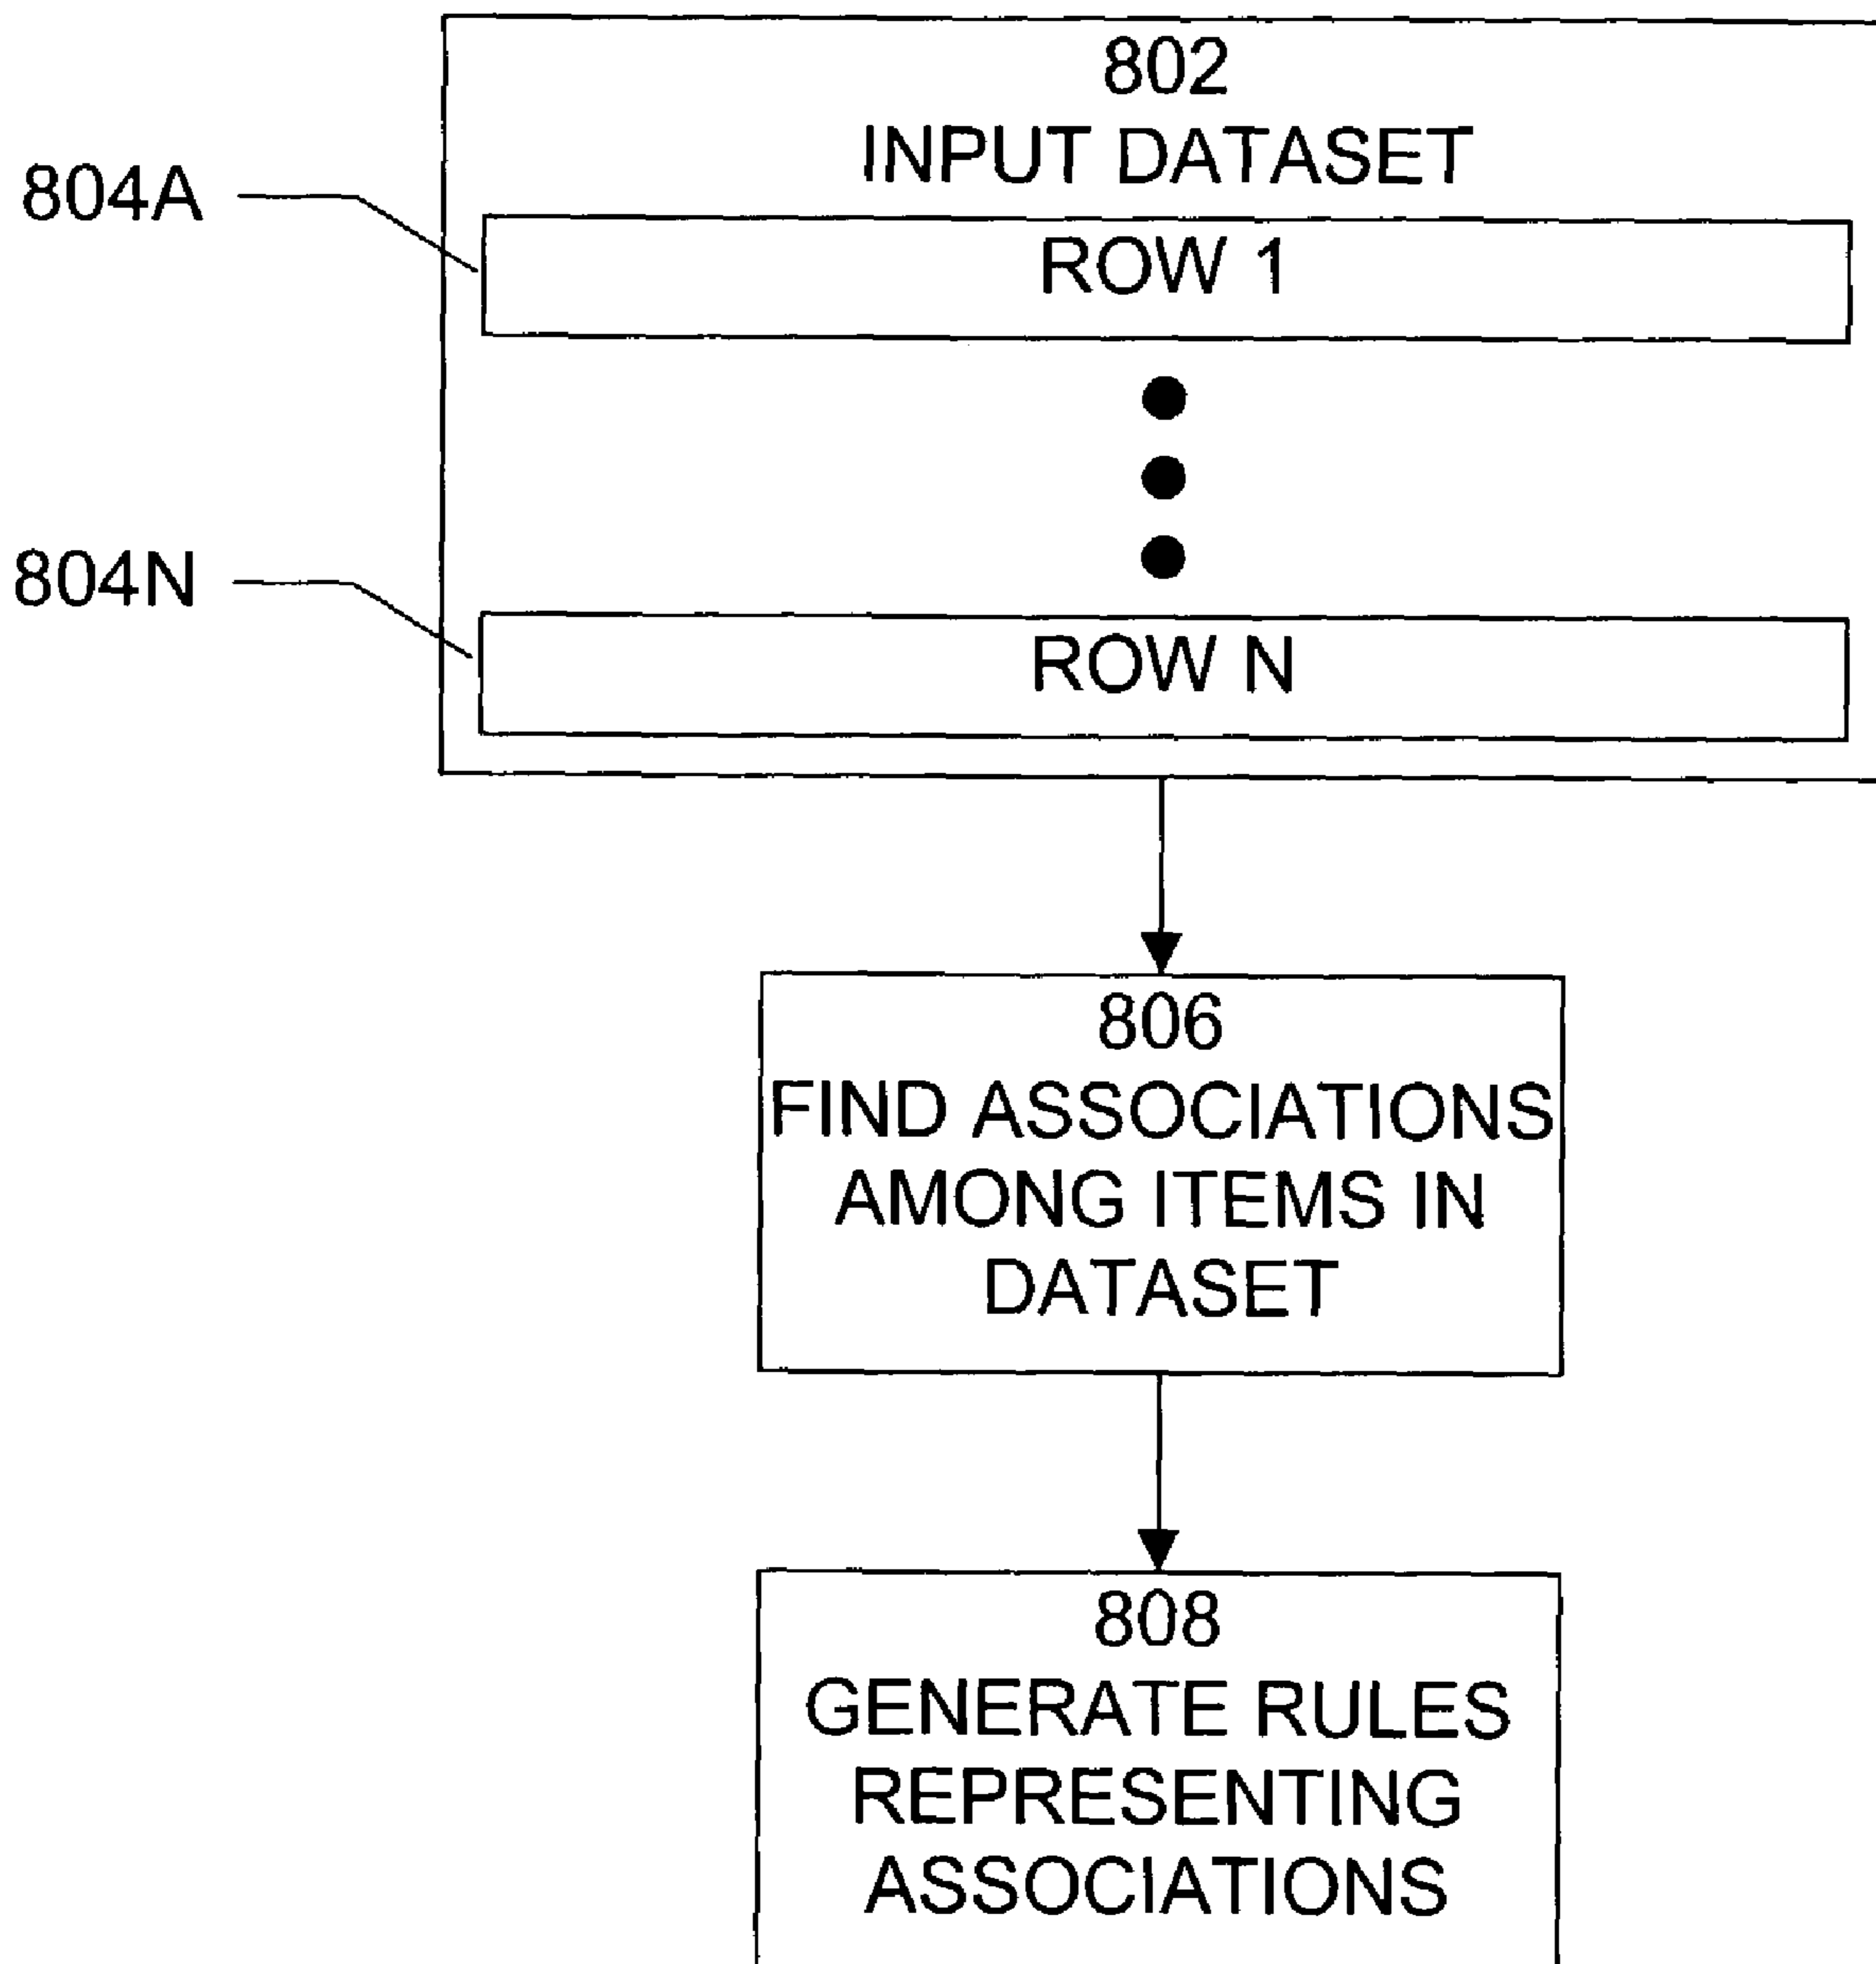 802
INPUT DATASET
804A
ROW 1
804N
ROW N
806
FIND ASSOCIATIONS
AMONG ITEMS IN
DATASET
808
GENERATE RULES
REPRESENTING
ASSOCIATIONS